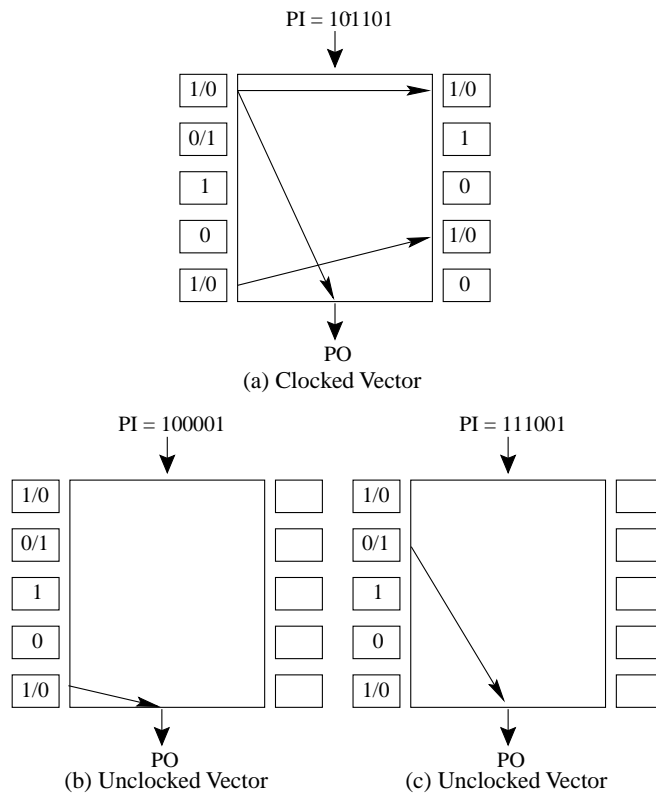 PI = 101101
1/0 1/0
0/1 1
1 0
0 1/0
1/0 0
PO
(a) Clocked Vector
PI = 100001 PI = 111001
1/0 1/0
0/1 0/1
1 1
0 0
1/0 1/0
PO PO
(b) Unclocked Vector (c) Unclocked Vector